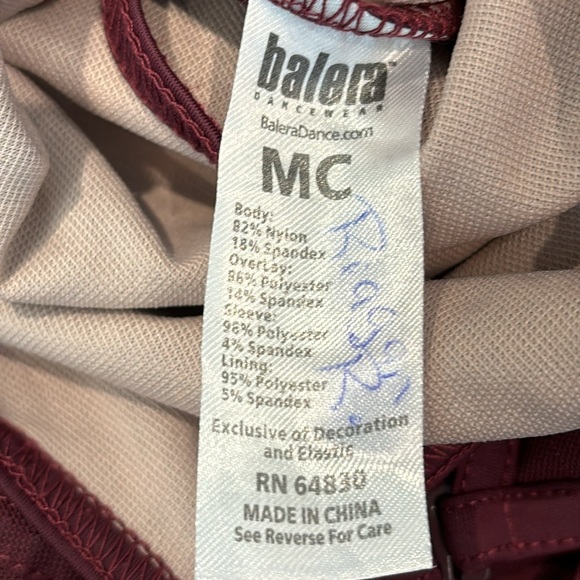 balera™
DANCEWEAR
BaleraDance.com
MC
Body:
82% Nylon
18% Spandex
OverLay:
86% Polyester
14% Spandex
Sleeve:
96% Polyester
4% Spandex
Lining:
95% Polyester
5% Spandex
Exclusive of Decoration
and Elastic
RN 64830
MADE IN CHINA
See Reverse For Care
R.